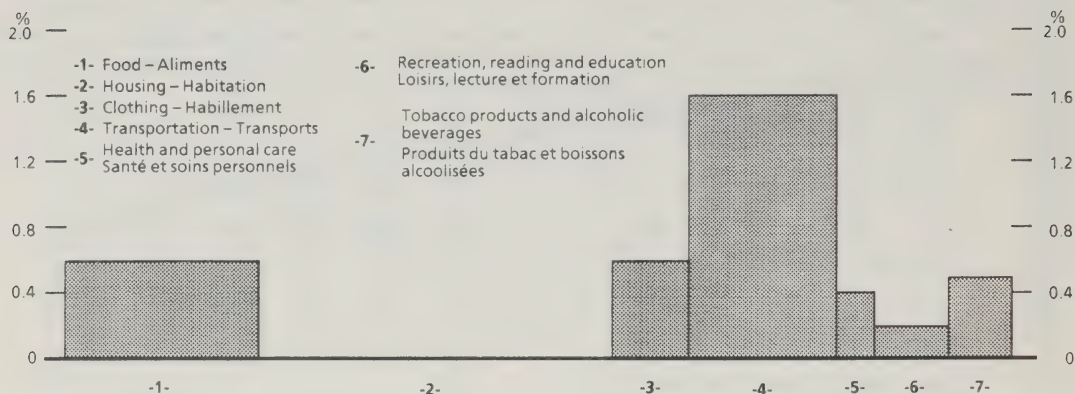 %
2.0
1.6
1.2
0.8
0.4
0
-1- Food – Aliments
-2- Housing – Habitation
-3- Clothing – Habillement
-4- Transportation – Transports
-5- Health and personal care
Santé et soins personnels
-6- Recreation, reading and education
Loisirs, lecture et formation
-7- Tobacco products and alcoholic
beverages
Produits du tabac et boissons
alcoolisées
%
2.0
1.6
1.2
0.8
0.4
0
-1- -2- -3- -4- -5- -6- -7-